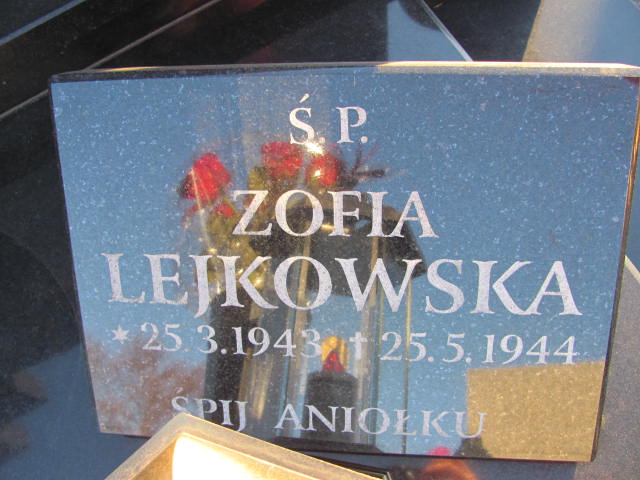 Ś.P.
ZOFIA
LEJKOWSKA
* 25.3.1943 † 25.5.1944
ŚPIJ ANIOŁKU